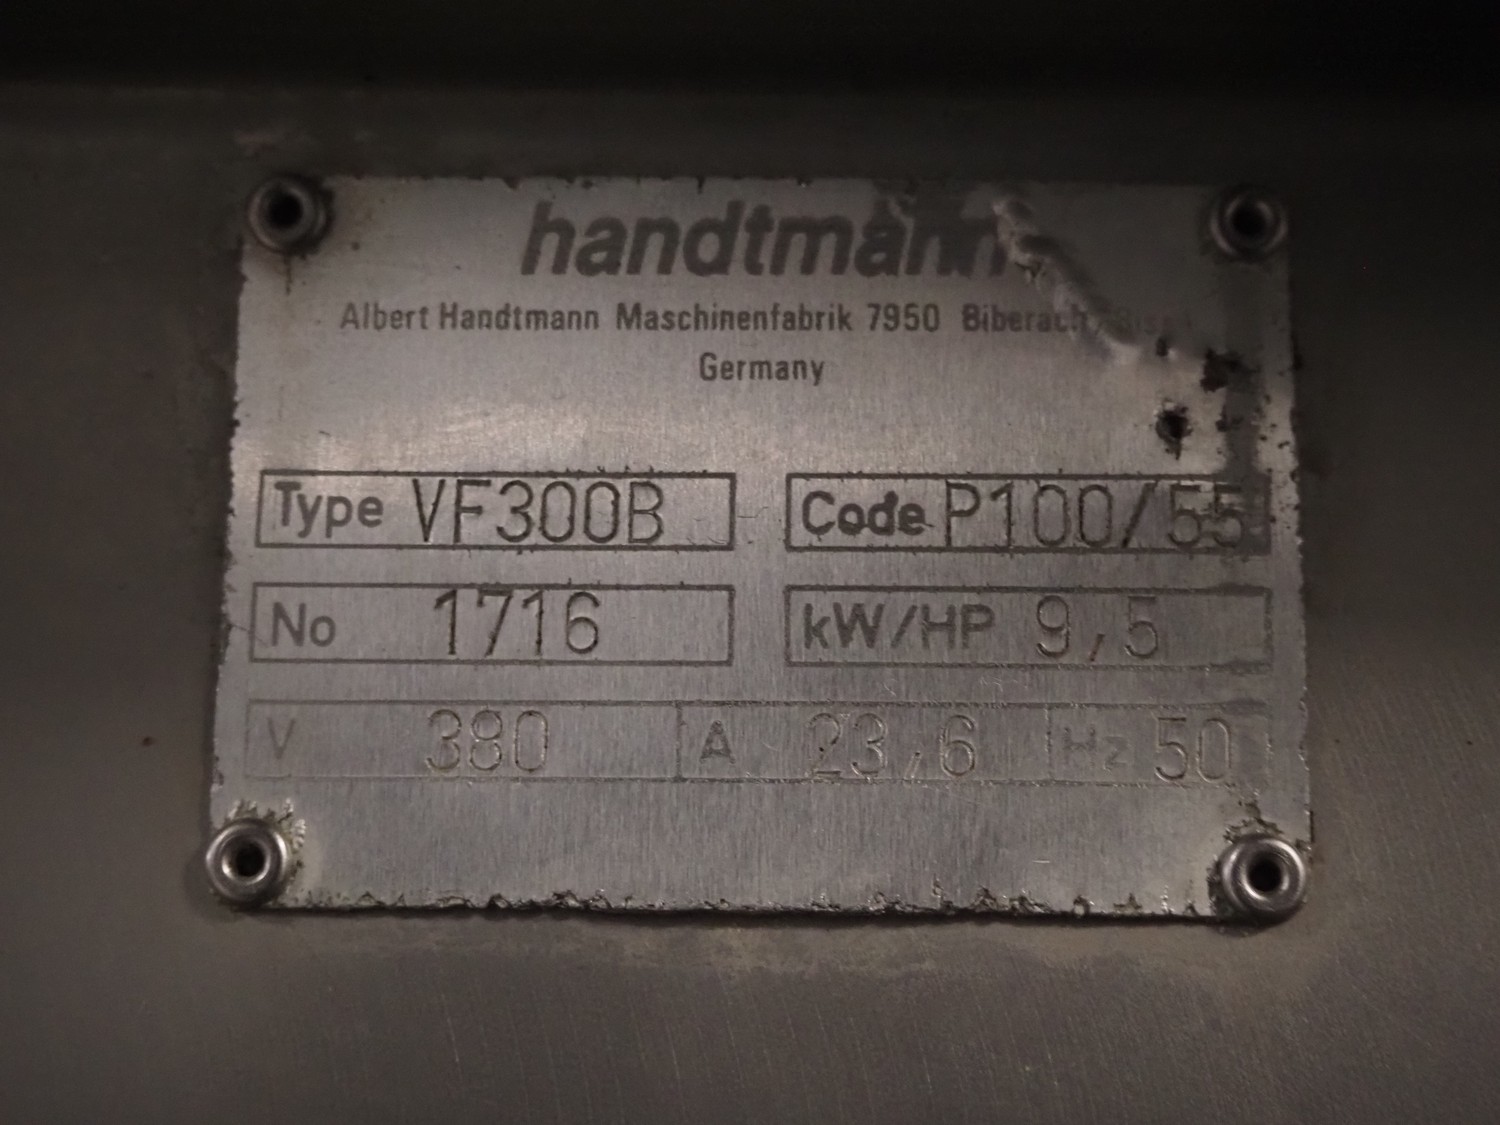 handtmann
Albert Handtmann Maschinenfabrik 7950 Biberach/Riss
Germany
Type VF300B Code P100/55
No 1716 kW/HP 9,5
V 380 A 23,6 Hz 50